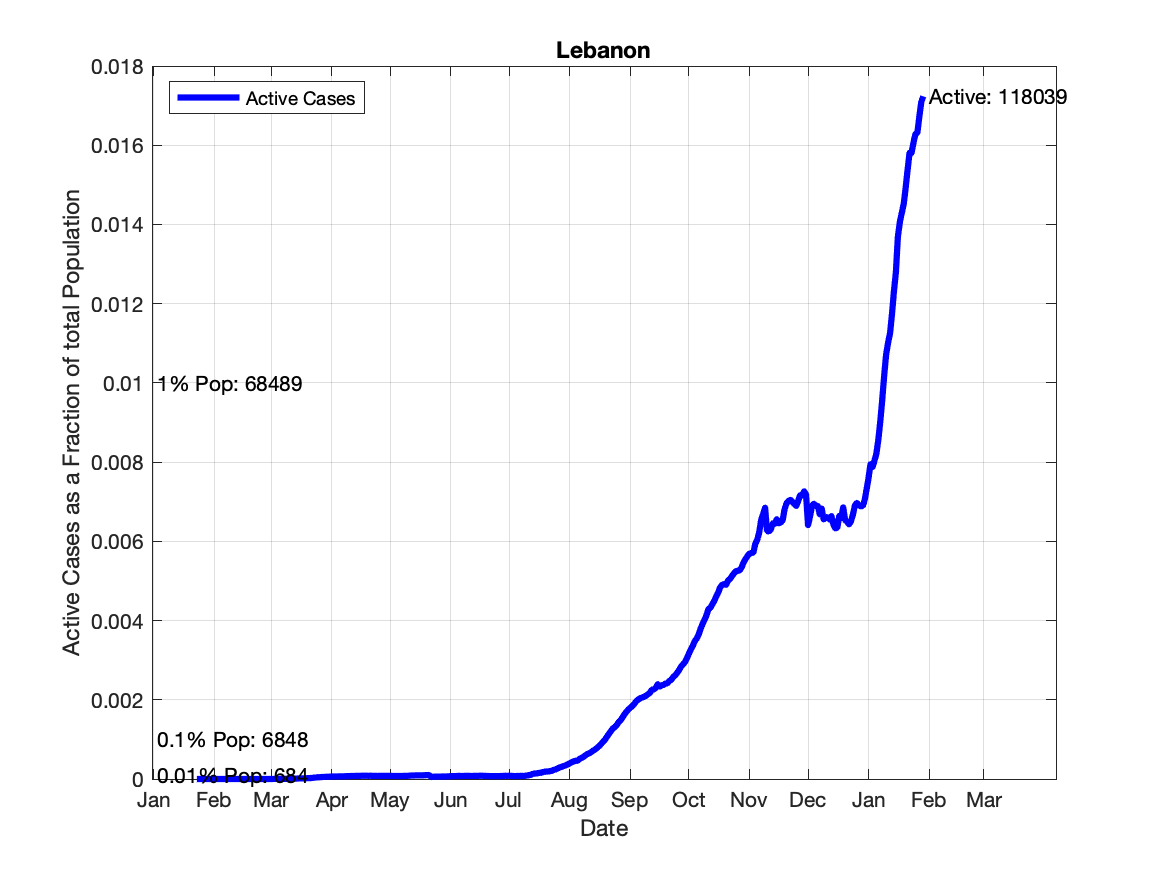 Lebanon
Active Cases
Active: 118039
0.018
0.016
0.014
0.012
0.01
0.008
0.006
0.004
0.002
0
1% Pop: 68489
0.1% Pop: 6848
0.01% Pop: 684
Active Cases as a Fraction of total Population
Jan Feb Mar Apr May Jun Jul Aug Sep Oct Nov Dec Jan Feb Mar
Date